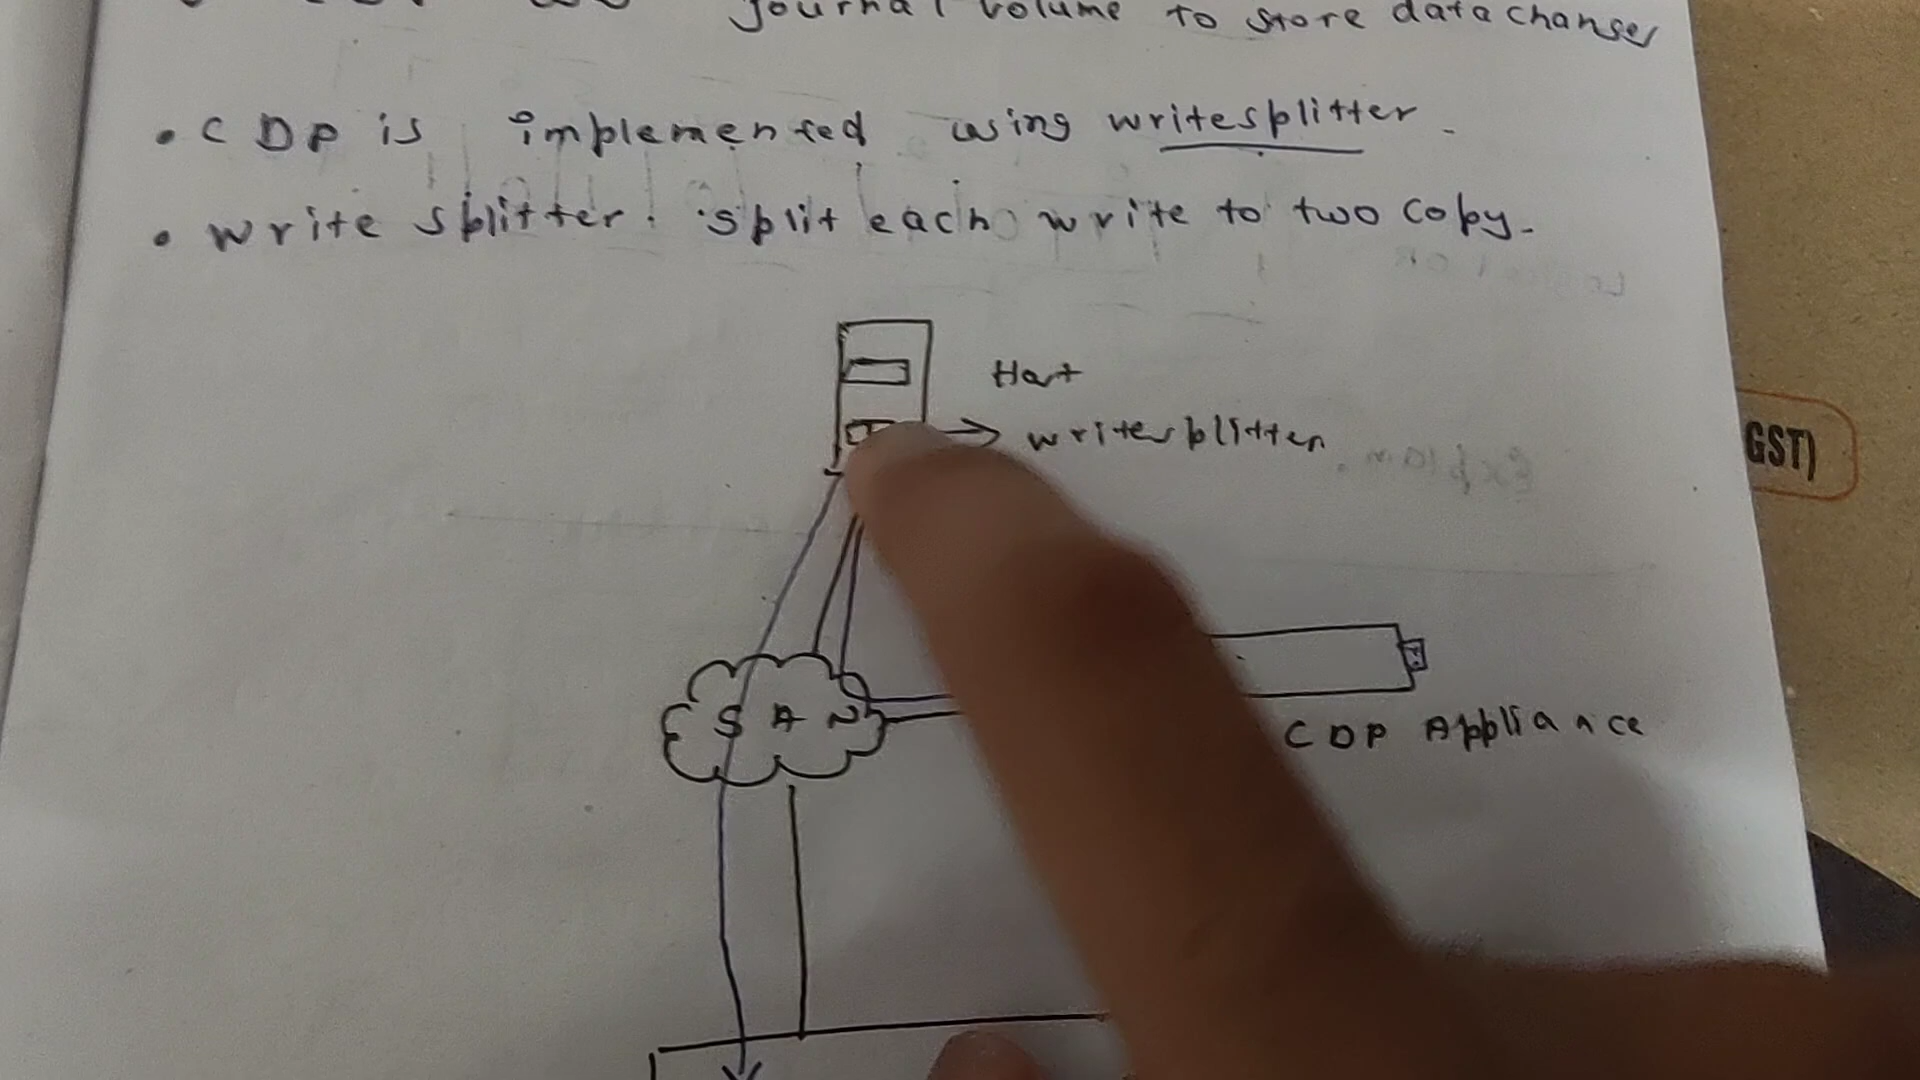 journal volume to store data changes
• CDP is implemented using writesplitter.
• write splitter. split each write to two copy.
Host
writesplitter
GST)
SAN
CDP Appliance